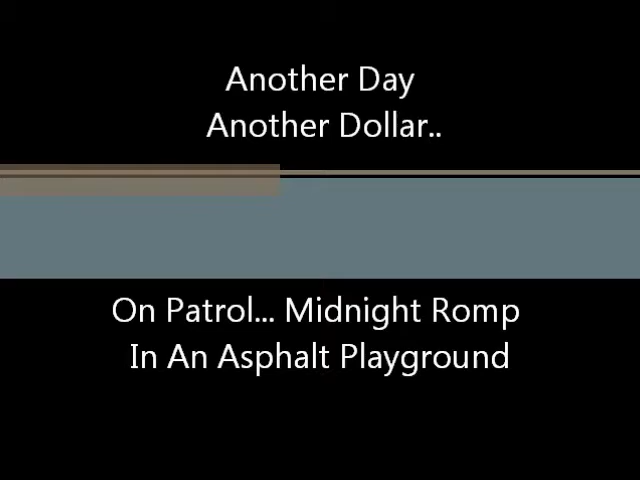 Another Day
Another Dollar..
On Patrol... Midnight Romp
In An Asphalt Playground